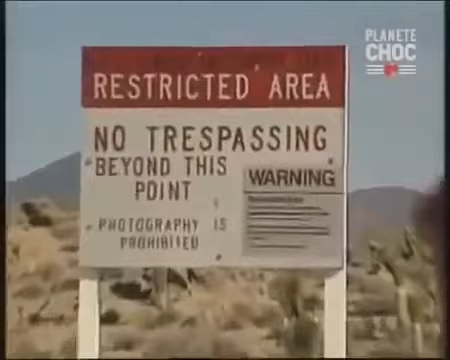 PLANETE
CHOC
RESTRICTED AREA
NO TRESPASSING
BEYOND THIS
POINT
PHOTOGRAPHY IS
PROHIBITED
WARNING